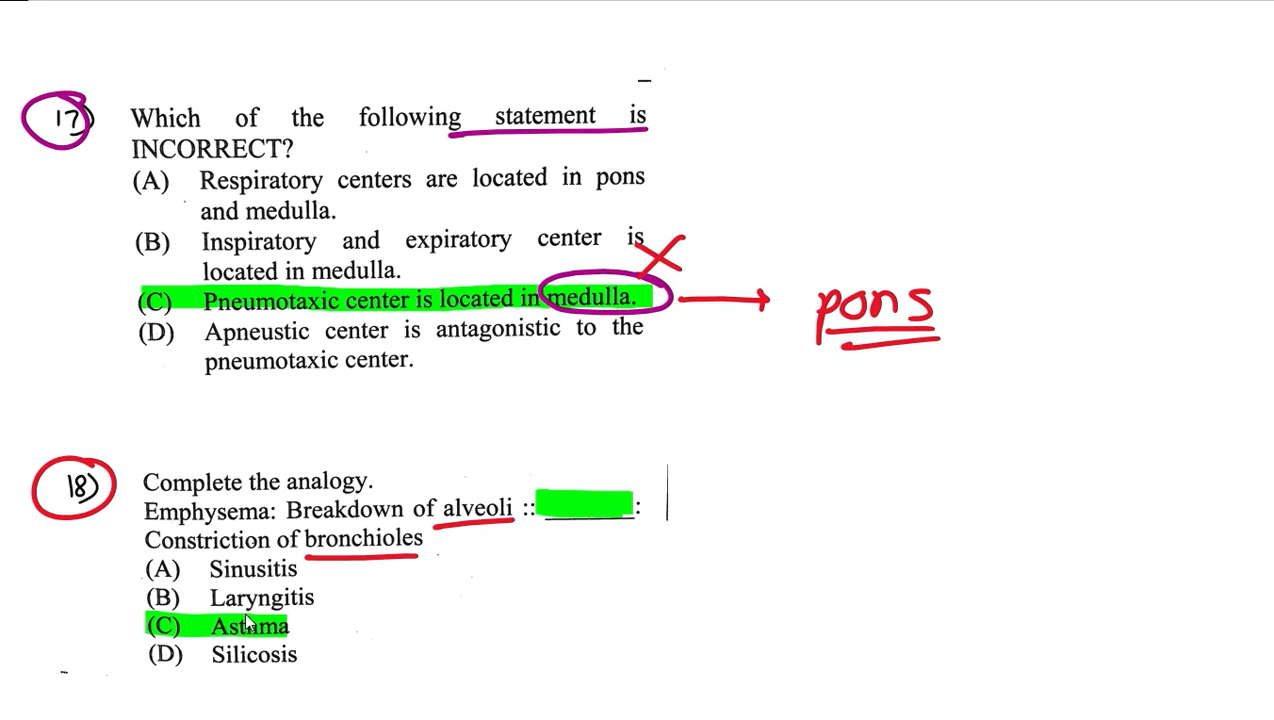 17)
Which of the following statement is
INCORRECT?
(A) Respiratory centers are located in pons
and medulla.
(B) Inspiratory and expiratory center is
located in medulla.
(C) Pneumotaxic center is located in medulla. → pons
(D) Apneustic center is antagonistic to the
pneumotaxic center.
18)
Complete the analogy.
Emphysema: Breakdown of alveoli :: ______:
Constriction of bronchioles
(A) Sinusitis
(B) Laryngitis
(C) Asthma
(D) Silicosis